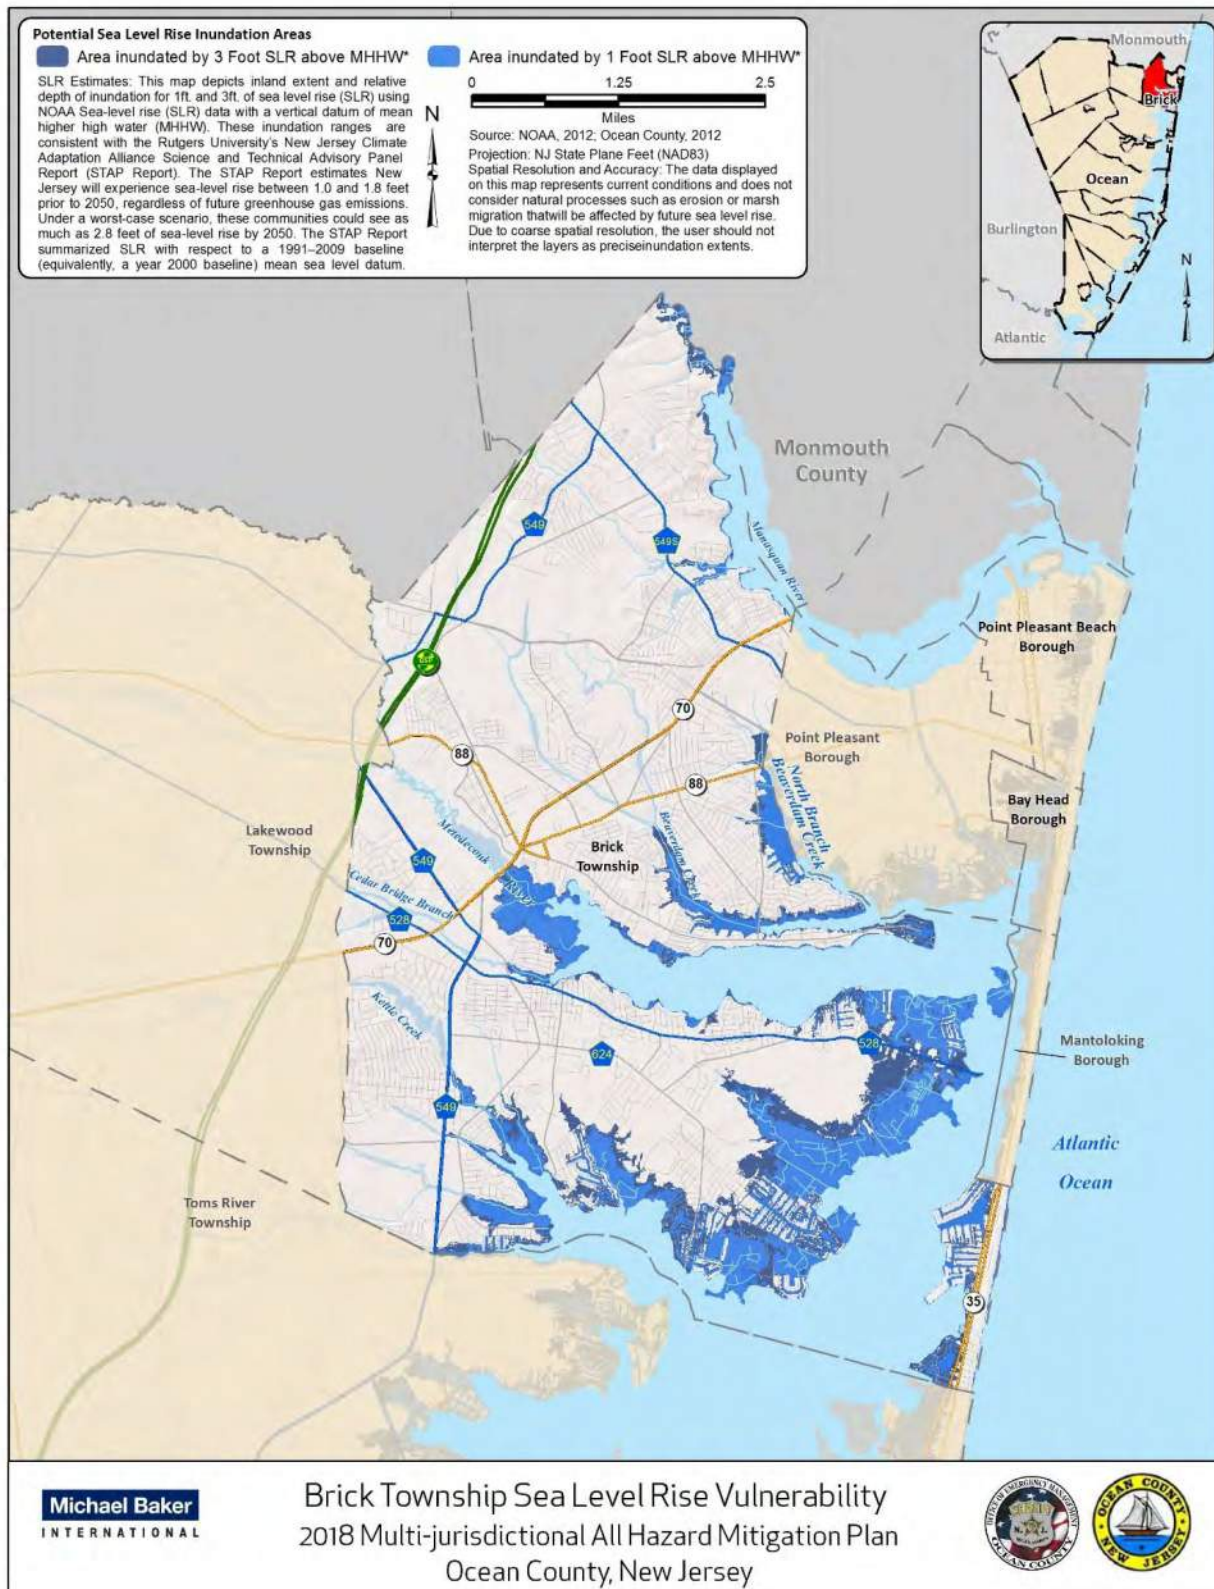 Potential Sea Level Rise Inundation Areas
Area inundated by 3 Foot SLR above MHHW*
SLR Estimates: This map depicts inland extent and relative
depth of inundation for 1ft. and 3ft. of sea level rise (SLR) using
NOAA Sea-level rise (SLR) data with a vertical datum of mean
higher high water (MHHW). These inundation ranges are
consistent with the Rutgers University's New Jersey Climate
Adaptation Alliance Science and Technical Advisory Panel
Report (STAP Report). The STAP Report estimates New
Jersey will experience sea-level rise between 1.0 and 1.8 feet
prior to 2050, regardless of future greenhouse gas emissions.
Under a worst-case scenario, these communities could see as
much as 2.8 feet of sea-level rise by 2050. The STAP Report
summarized SLR with respect to a 1991–2009 baseline
(equivalently, a year 2000 baseline) mean sea level datum.
N
Area inundated by 1 Foot SLR above MHHW*
0 1.25 2.5
Miles
Source: NOAA, 2012; Ocean County, 2012
Projection: NJ State Plane Feet (NAD83)
Spatial Resolution and Accuracy: The data displayed
on this map represents current conditions and does not
consider natural processes such as erosion or marsh
migration thatwill be affected by future sea level rise.
Due to coarse spatial resolution, the user should not
interpret the layers as preciseinundation extents.
Monmouth
Brick
Ocean
Burlington
N
Atlantic
Monmouth
County
549
549S
Manasquan River
Point Pleasant Beach
Borough
GSP
70
88
Point Pleasant
Borough
88
North Branch
Beaverdam Creek
Bay Head
Borough
Lakewood
Township
Metedeconk
River
Brick
Township
Beaverdam Creek
549
Cedar Bridge Branch
528
70
Kettle Creek
624
528
Mantoloking
Borough
549
Atlantic
Ocean
Toms River
Township
35
Michael Baker
INTERNATIONAL
Brick Township Sea Level Rise Vulnerability
2018 Multi-jurisdictional All Hazard Mitigation Plan
Ocean County, New Jersey
OFFICE OF EMERGENCY MANAGEMENT
N.J.
OCEAN COUNTY
OCEAN COUNTY
NEW JERSEY